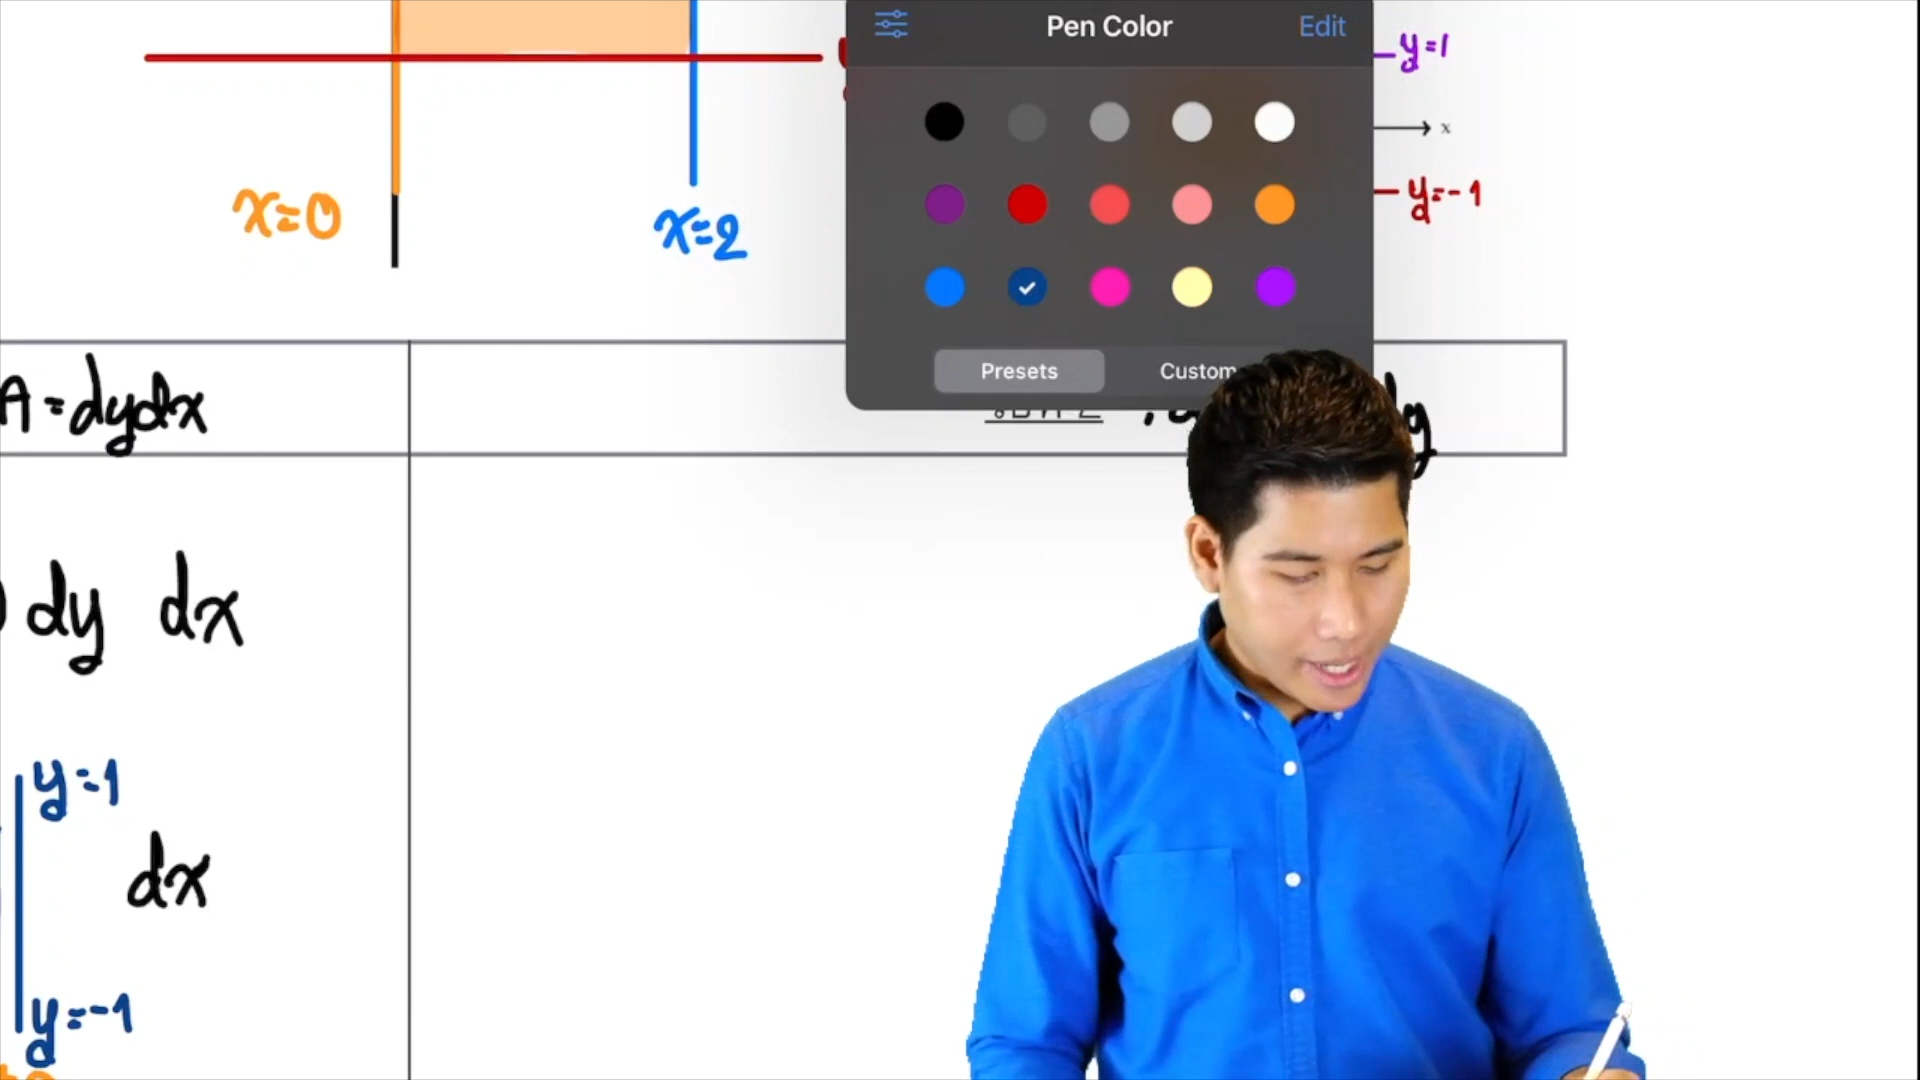 Pen Color
Edit
y=1
x
y=-1
x=0
x=2
Presets
Custom
A=dydx
dy dx
y=1
dx
y=-1